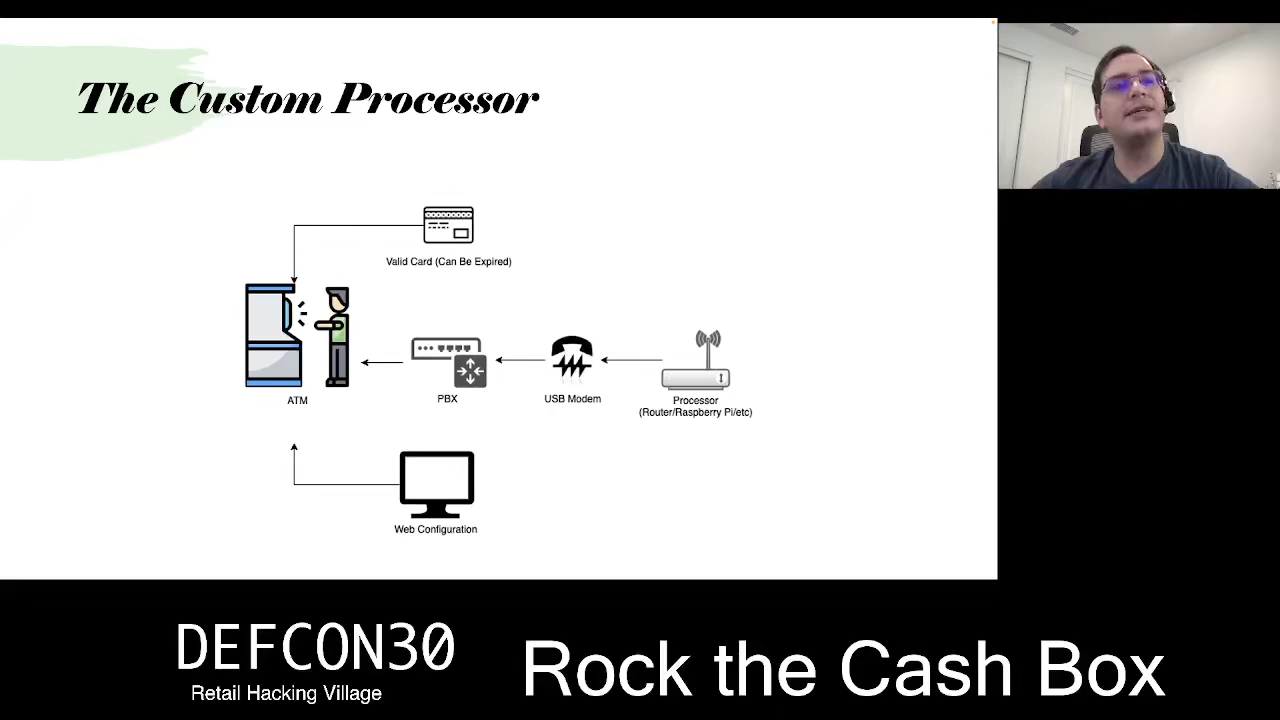 The Custom Processor
Valid Card (Can Be Expired)
ATM
PBX
USB Modem
Processor
(Router/Raspberry Pi/etc)
Web Configuration
DEFCON30
Retail Hacking Village
Rock the Cash Box